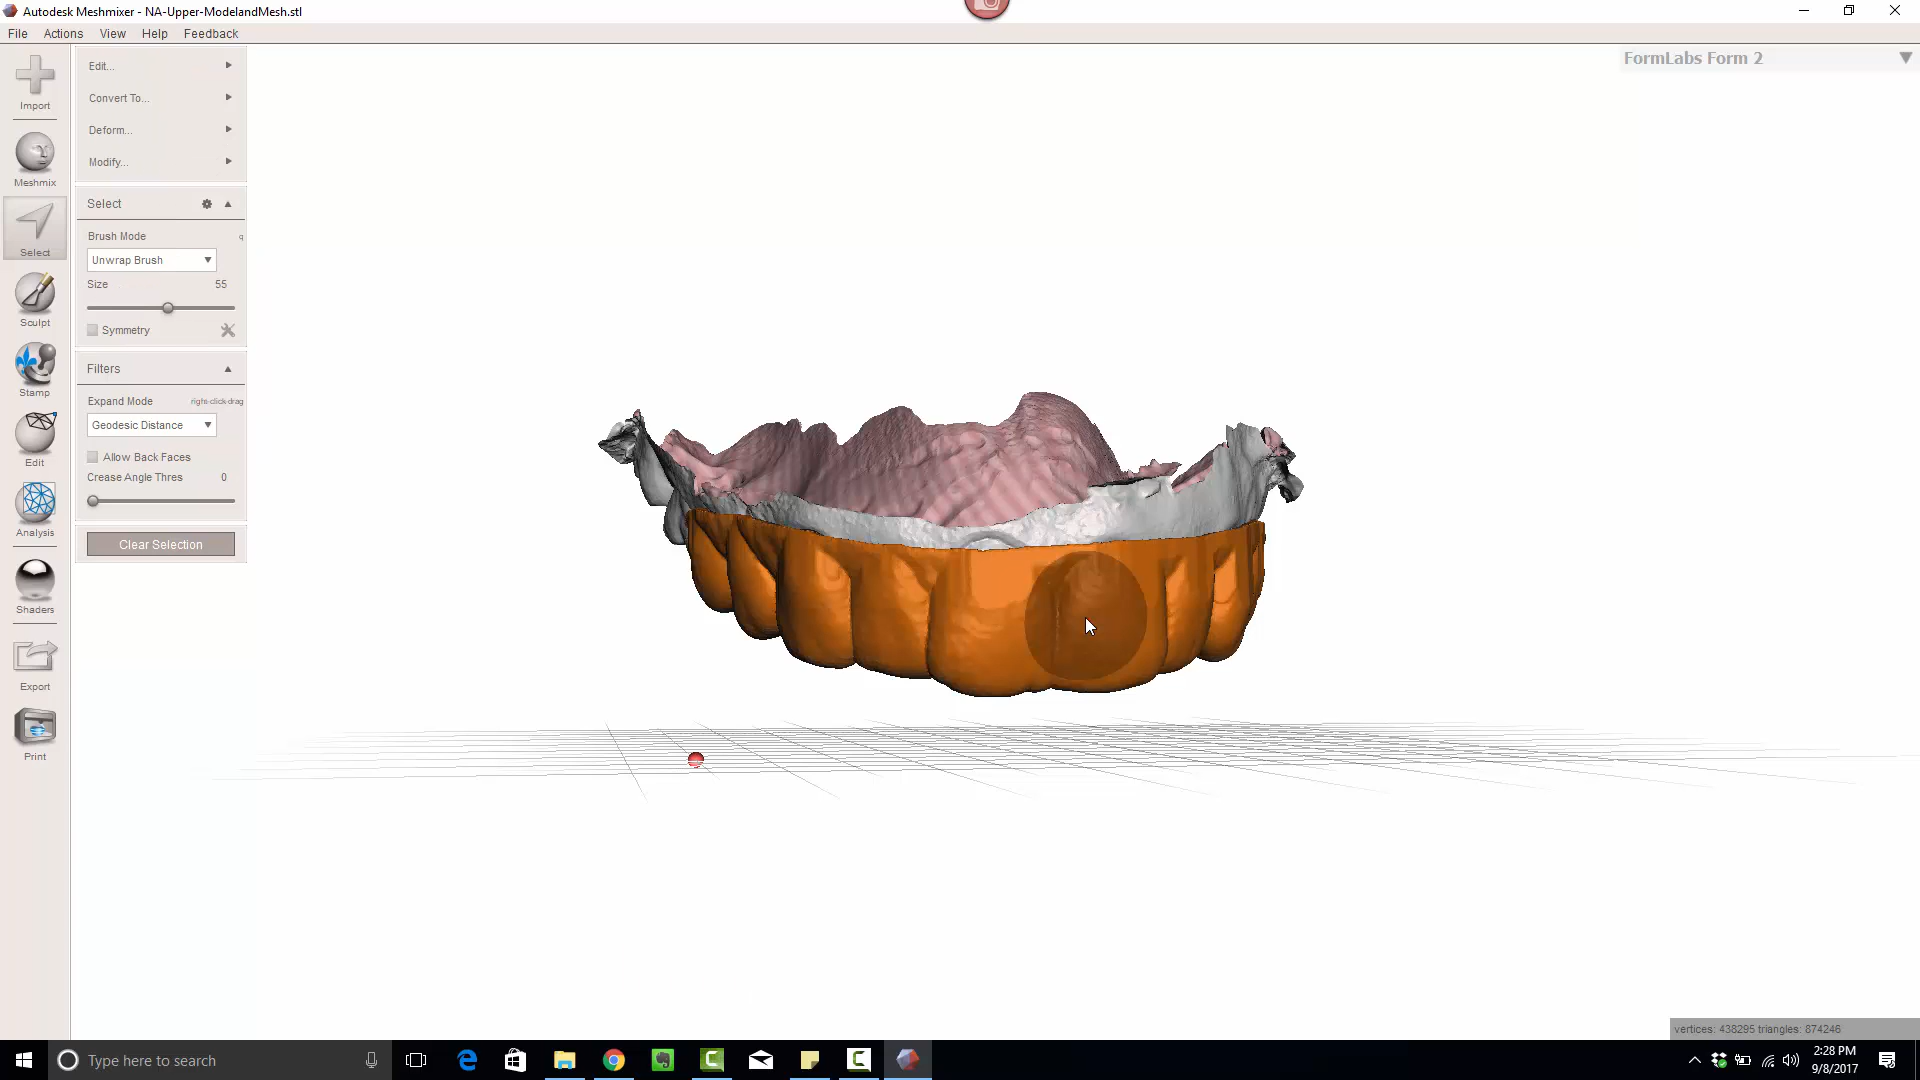 Autodesk Meshmixer - NA-Upper-ModelandMesh.stl
File Actions View Help Feedback
FormLabs Form 2
Import
Meshmix
Select
Sculpt
Stamp
Edit
Analysis
Shaders
Export
Print
Edit...
Convert To...
Deform...
Modify...
Select
Brush Mode q
Unwrap Brush
Size 55
Symmetry
Filters
Expand Mode right-click-drag
Geodesic Distance
Allow Back Faces
Crease Angle Thres 0
Clear Selection
vertices: 438295 triangles: 874246
Type here to search
2:28 PM
9/8/2017